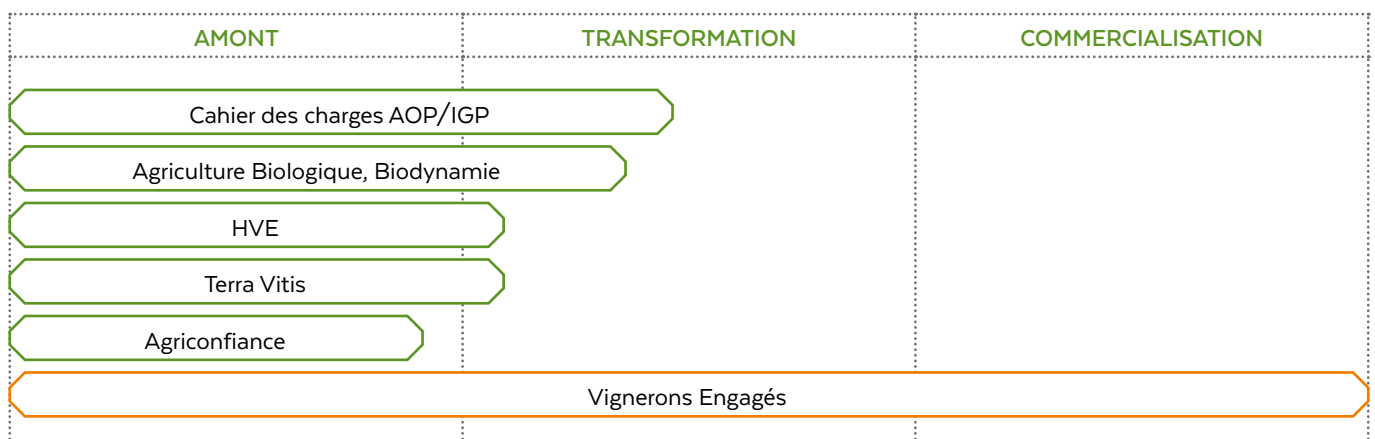 AMONT
TRANSFORMATION
COMMERCIALISATION
Cahier des charges AOP/IGP
Agriculture Biologique, Biodynamie
HVE
Terra Vitis
Agriconfiance
Vignerons Engagés